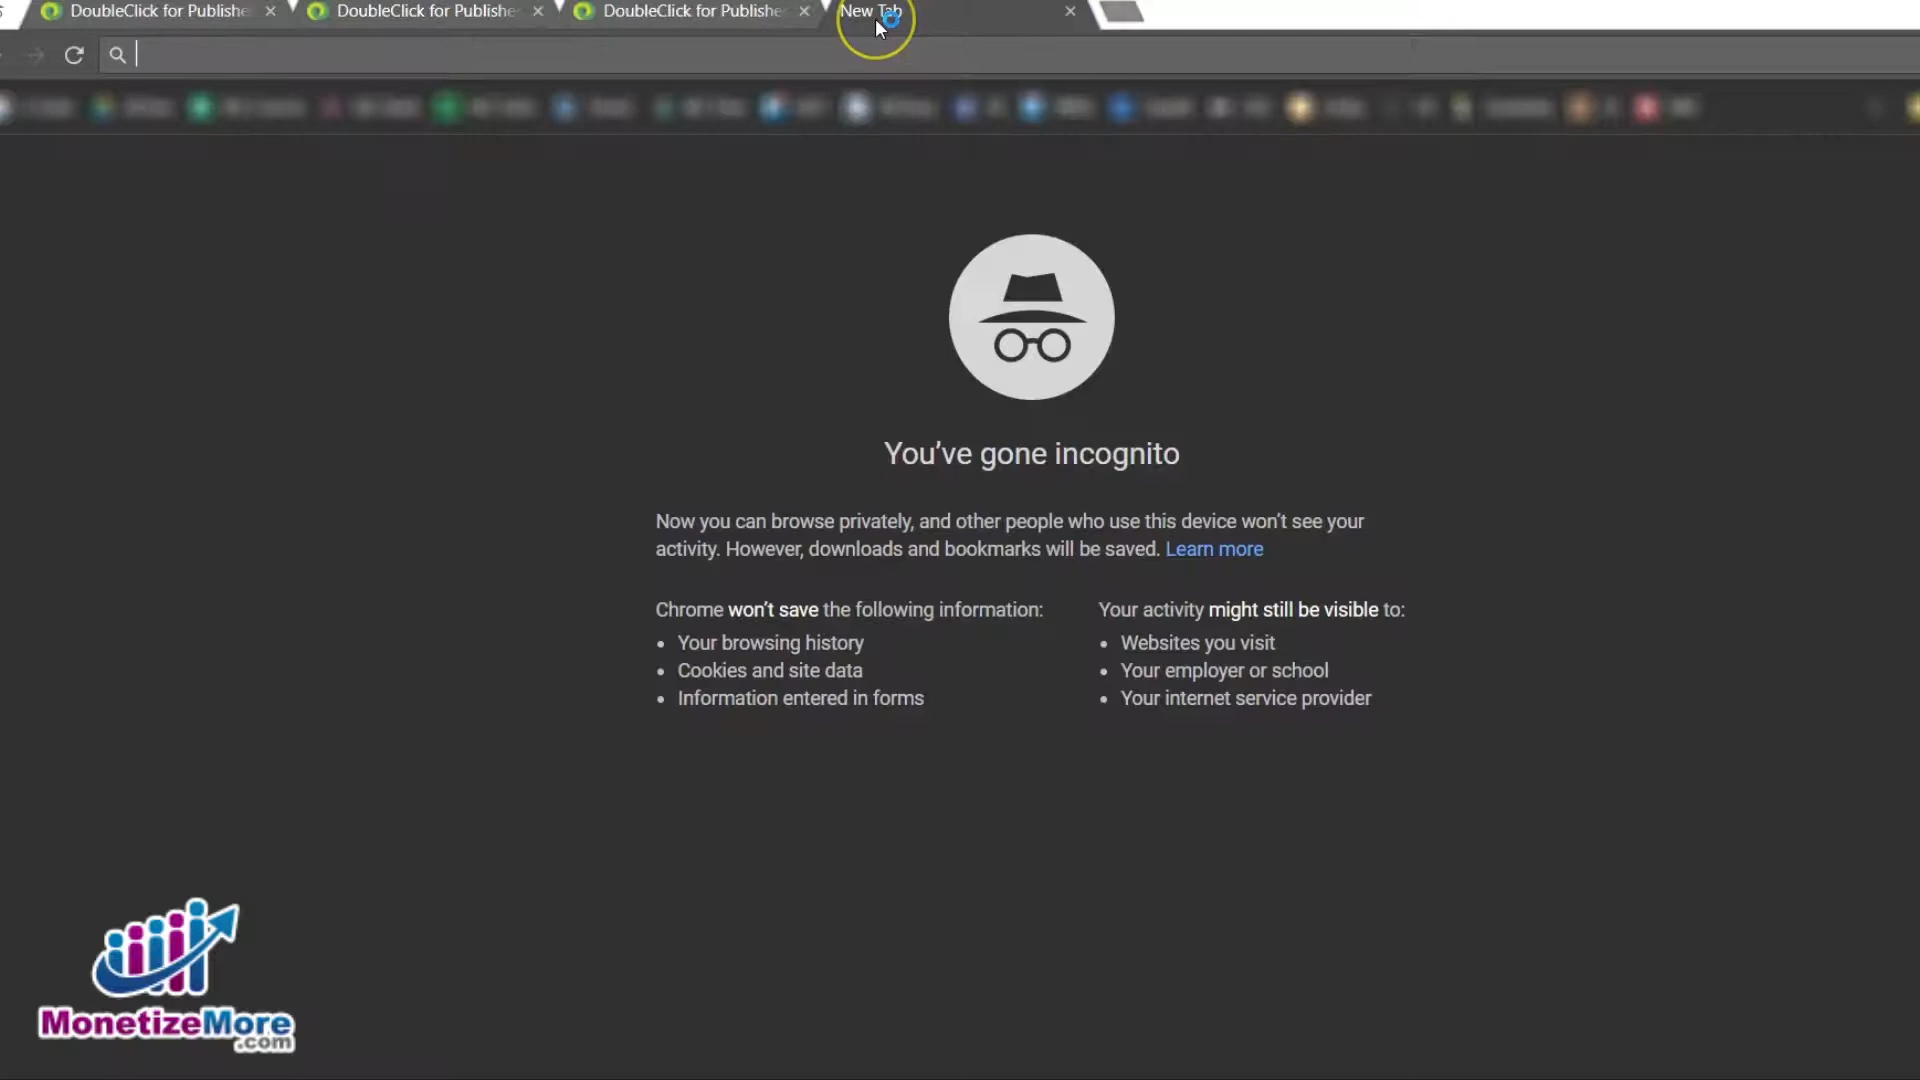 DoubleClick for Publishe
DoubleClick for Publishe
DoubleClick for Publishe
New Tab
You've gone incognito
Now you can browse privately, and other people who use this device won't see your
activity. However, downloads and bookmarks will be saved. Learn more
Chrome won't save the following information:
• Your browsing history
• Cookies and site data
• Information entered in forms
Your activity might still be visible to:
• Websites you visit
• Your employer or school
• Your internet service provider
MonetizeMore
.com